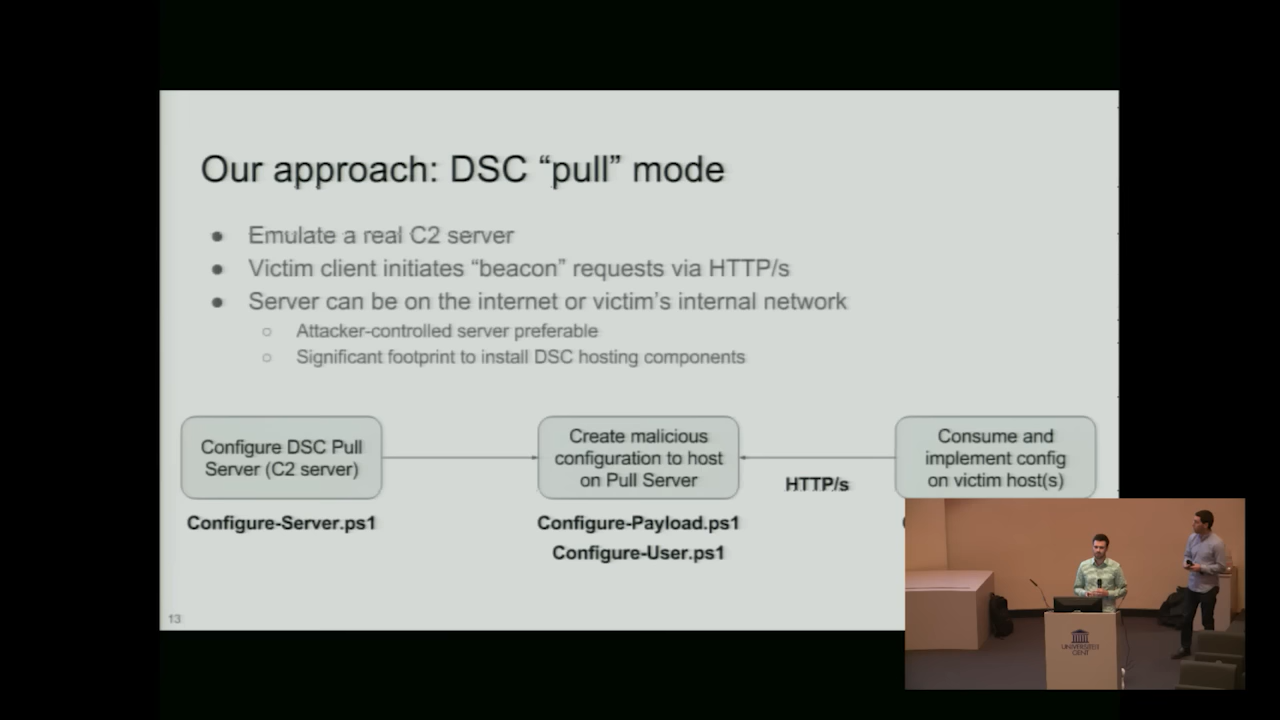 Our approach: DSC “pull” mode
● Emulate a real C2 server
● Victim client initiates “beacon” requests via HTTP/s
● Server can be on the internet or victim’s internal network
○ Attacker-controlled server preferable
○ Significant footprint to install DSC hosting components
Configure DSC Pull
Server (C2 server)
Create malicious
configuration to host
on Pull Server
Consume and
implement config
on victim host(s)
HTTP/s
Configure-Server.ps1
Configure-Payload.ps1
Configure-User.ps1
13
UNIVERSITEIT
GENT